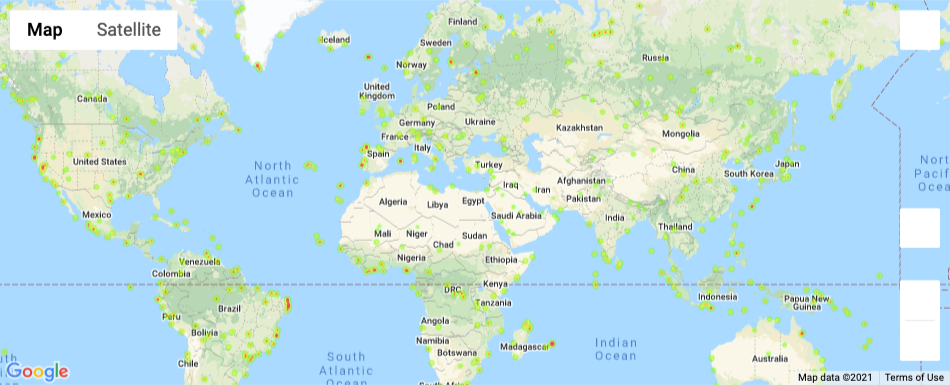 Map Satellite
Iceland
Finland
Sweden
Norway
Russia
United
Kingdom
Canada
Poland
Germany
Ukraine
France
Kazakhstan
Mongolia
Italy
Spain
United States
North
Atlantic
Ocean
Turkey
China
Japan
South Korea
North
Pacific
Ocean
Iraq
Iran
Afghanistan
Pakistan
Algeria
Libya
Egypt
Saudi Arabia
India
Mexico
Mali
Niger
Chad
Sudan
Thailand
Nigeria
Ethiopia
Venezuela
Colombia
Kenya
DRC
Tanzania
Indonesia
Papua New
Guinea
Peru
Brazil
Bolivia
Angola
Namibia
Botswana
Madagascar
Indian
Ocean
Chile
South
Atlantic
Australia
Google
Map data ©2021 Terms of Use